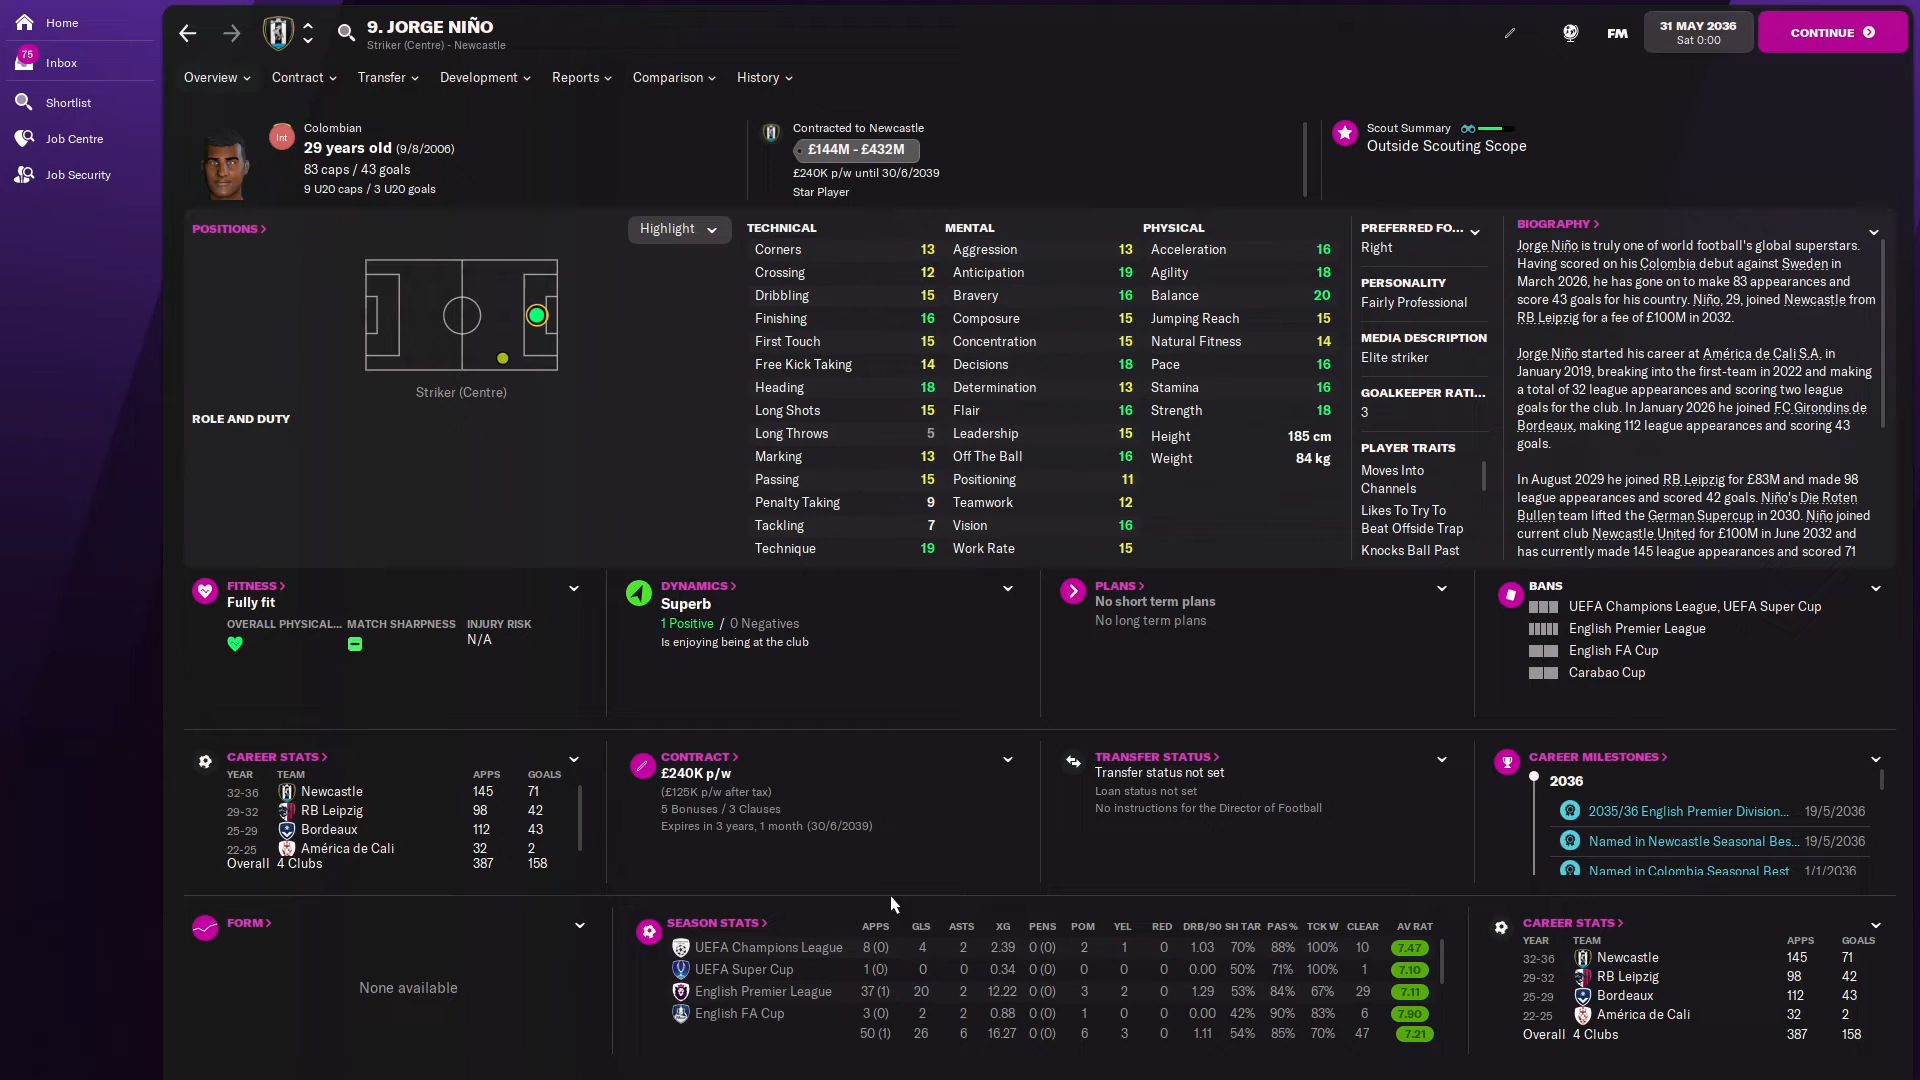 Home
75
Inbox
Shortlist
Job Centre
Job Security
9. JORGE NIÑO
Striker (Centre) - Newcastle
FM
31 MAY 2036
Sat 0:00
CONTINUE
Overview
Contract
Transfer
Development
Reports
Comparison
History
Int
Colombian
29 years old (9/8/2006)
83 caps / 43 goals
9 U20 caps / 3 U20 goals
Contracted to Newcastle
£144M - £432M
£240K p/w until 30/6/2039
Star Player
Scout Summary
Outside Scouting Scope
POSITIONS >
Highlight
Striker (Centre)
ROLE AND DUTY
TECHNICAL
Corners 13
Crossing 12
Dribbling 15
Finishing 16
First Touch 15
Free Kick Taking 14
Heading 18
Long Shots 15
Long Throws 5
Marking 13
Passing 15
Penalty Taking 9
Tackling 7
Technique 19
MENTAL
Aggression 13
Anticipation 19
Bravery 16
Composure 15
Concentration 15
Decisions 18
Determination 13
Flair 16
Leadership 15
Off The Ball 16
Positioning 11
Teamwork 12
Vision 16
Work Rate 15
PHYSICAL
Acceleration 16
Agility 18
Balance 20
Jumping Reach 15
Natural Fitness 14
Pace 16
Stamina 16
Strength 18
Height 185 cm
Weight 84 kg
PREFERRED FO...
Right
PERSONALITY
Fairly Professional
MEDIA DESCRIPTION
Elite striker
GOALKEEPER RATI...
3
PLAYER TRAITS
Moves Into
Channels
Likes To Try To
Beat Offside Trap
Knocks Ball Past
BIOGRAPHY >
Jorge Niño is truly one of world football's global superstars.
Having scored on his Colombia debut against Sweden in
March 2026, he has gone on to make 83 appearances and
score 43 goals for his country. Niño, 29, joined Newcastle from
RB Leipzig for a fee of £100M in 2032.
Jorge Niño started his career at América de Cali S.A. in
January 2019, breaking into the first-team in 2022 and making
a total of 32 league appearances and scoring two league
goals for the club. In January 2026 he joined FC Girondins de
Bordeaux, making 112 league appearances and scoring 43
goals.
In August 2029 he joined RB Leipzig for £83M and made 98
league appearances and scored 42 goals. Niño's Die Roten
Bullen team lifted the German Supercup in 2030. Niño joined
current club Newcastle United for £100M in June 2032 and
has currently made 145 league appearances and scored 71
FITNESS >
Fully fit
OVERALL PHYSICAL... MATCH SHARPNESS INJURY RISK
N/A
DYNAMICS >
Superb
1 Positive / 0 Negatives
Is enjoying being at the club
PLANS >
No short term plans
No long term plans
BANS
UEFA Champions League, UEFA Super Cup
English Premier League
English FA Cup
Carabao Cup
CAREER STATS >
YEAR TEAM APPS GOALS
32-36 Newcastle 145 71
29-32 RB Leipzig 98 42
25-29 Bordeaux 112 43
22-25 América de Cali 32 2
Overall 4 Clubs 387 158
CONTRACT >
£240K p/w
(£125K p/w after tax)
5 Bonuses / 3 Clauses
Expires in 3 years, 1 month (30/6/2039)
TRANSFER STATUS >
Transfer status not set
Loan status not set
No instructions for the Director of Football
CAREER MILESTONES >
2036
2035/36 English Premier Division... 19/5/2036
Named in Newcastle Seasonal Bes... 19/5/2036
Named in Colombia Seasonal Best 1/1/2036
FORM >
None available
SEASON STATS > APPS GLS ASTS XG PENS POM YEL RED DRB/90 SH TAR PAS % TCK W CLEAR AV RAT
UEFA Champions League 8 (0) 4 2 2.39 0 (0) 2 1 0 1.03 70% 88% 100% 10 7.47
UEFA Super Cup 1 (0) 0 0 0.34 0 (0) 0 0 0 0.00 50% 71% 100% 1 7.10
English Premier League 37 (1) 20 2 12.22 0 (0) 3 2 0 1.29 53% 84% 67% 29 7.11
English FA Cup 3 (0) 2 2 0.88 0 (0) 1 0 0 0.00 42% 90% 83% 6 7.90
50 (1) 26 6 16.27 0 (0) 6 3 0 1.11 54% 85% 70% 47 7.21
CAREER STATS >
YEAR TEAM APPS GOALS
32-36 Newcastle 145 71
29-32 RB Leipzig 98 42
25-29 Bordeaux 112 43
22-25 América de Cali 32 2
Overall 4 Clubs 387 158